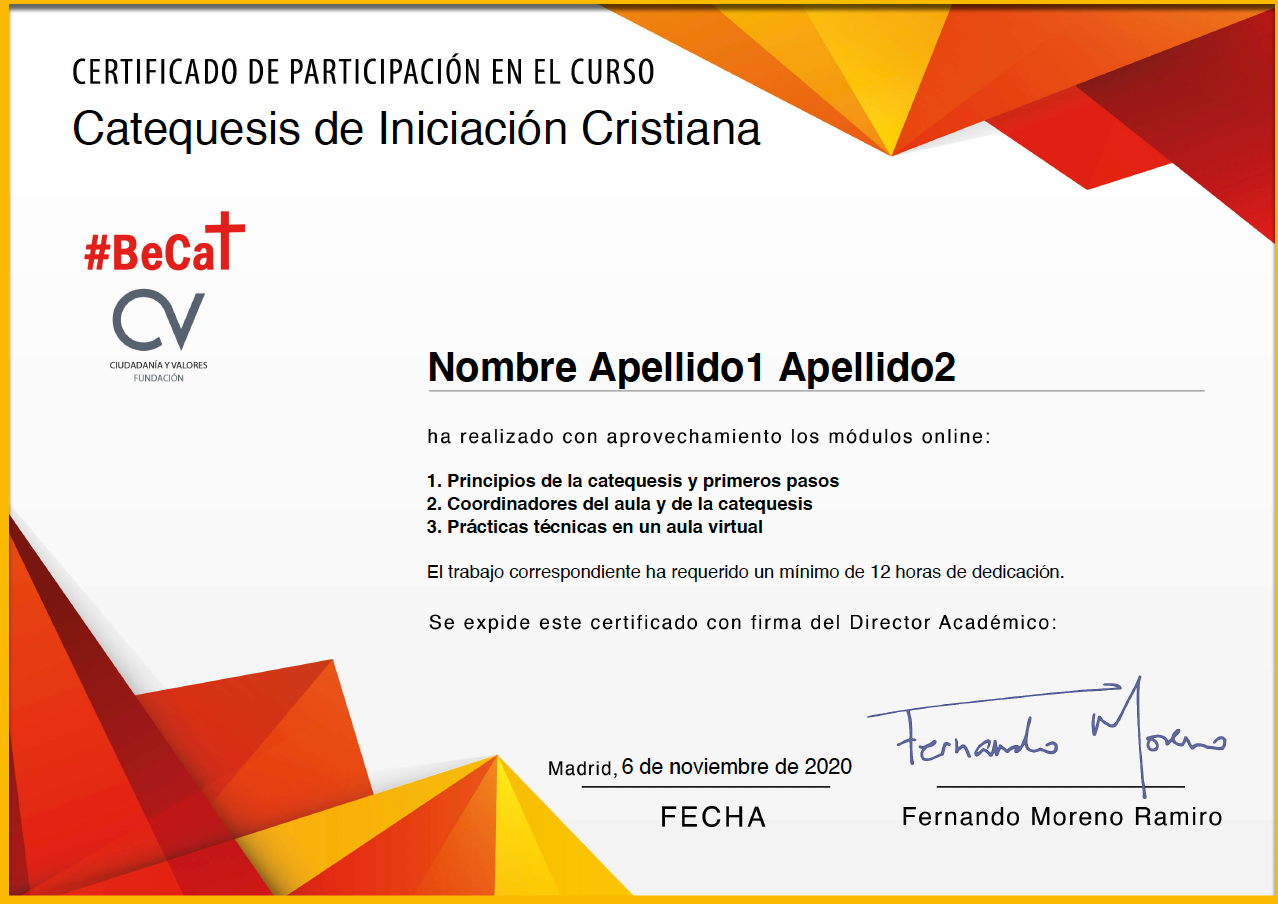 CERTIFICADO DE PARTICIPACIÓN EN EL CURSO
Catequesis de Iniciación Cristiana
#BeCat
CV
CIUDADANÍA Y VALORES
FUNDACIÓN
Nombre Apellido1 Apellido2
ha realizado con aprovechamiento los módulos online:
1. Principios de la catequesis y primeros pasos
2. Coordinadores del aula y de la catequesis
3. Prácticas técnicas en un aula virtual
El trabajo correspondiente ha requerido un mínimo de 12 horas de dedicación.
Se expide este certificado con firma del Director Académico:
Fernando Moreno
Madrid, 6 de noviembre de 2020
FECHA
Fernando Moreno Ramiro